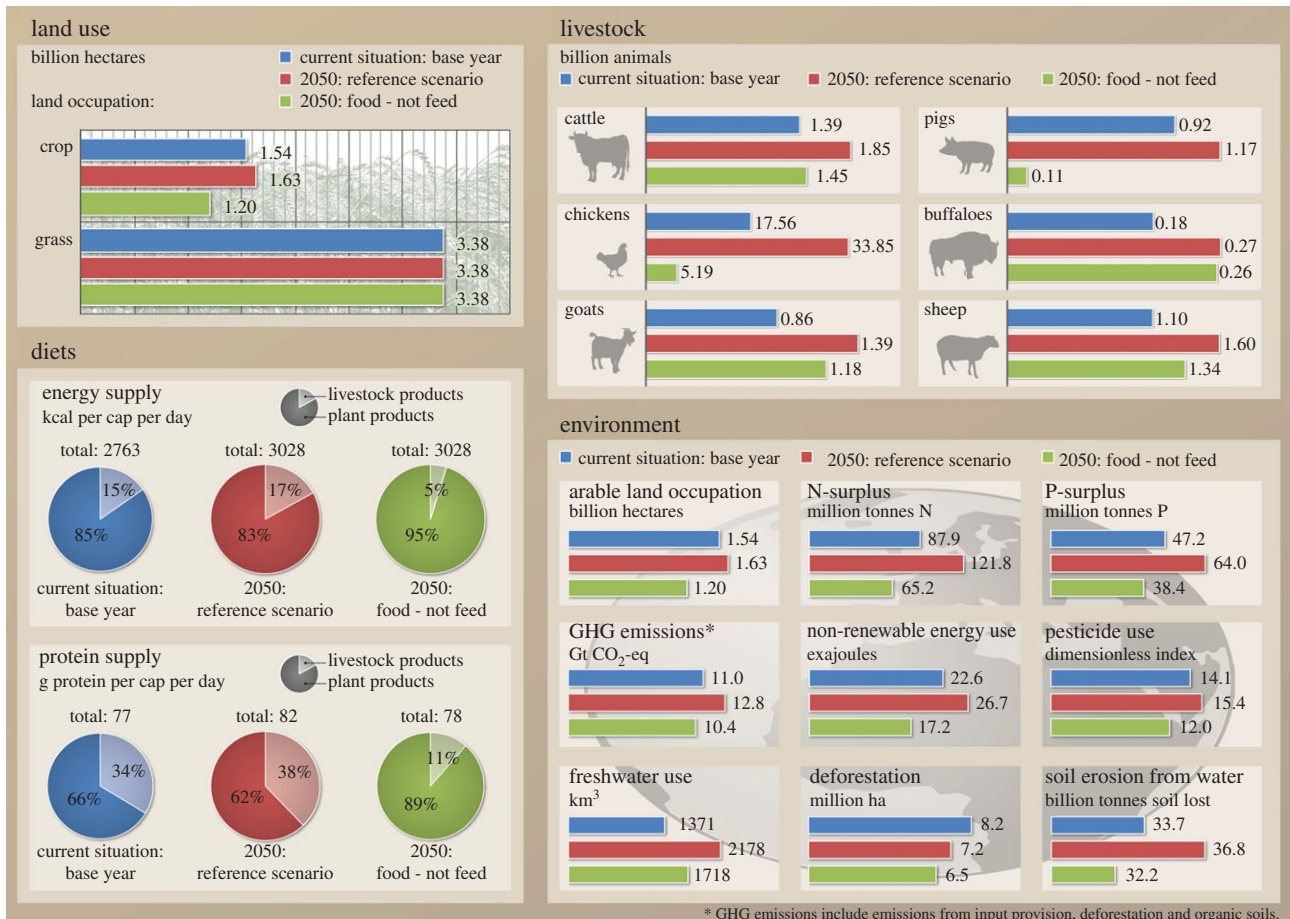 land use
billion hectares
current situation: base year
2050: reference scenario
land occupation:
2050: food - not feed
crop
1.54
1.63
1.20
grass
3.38
3.38
3.38
diets
energy supply
kcal per cap per day
livestock products
plant products
total: 2763
total: 3028
total: 3028
15%
85%
17%
83%
5%
95%
current situation:
base year
2050:
reference scenario
2050:
food - not feed
protein supply
g protein per cap per day
livestock products
plant products
total: 77
total: 82
total: 78
34%
66%
38%
62%
11%
89%
current situation:
base year
2050:
reference scenario
2050:
food - not feed
livestock
billion animals
current situation: base year
2050: reference scenario
2050: food - not feed
cattle
1.39
1.85
1.45
pigs
0.92
1.17
0.11
chickens
17.56
33.85
5.19
buffaloes
0.18
0.27
0.26
goats
0.86
1.39
1.18
sheep
1.10
1.60
1.34
environment
current situation: base year
2050: reference scenario
2050: food - not feed
arable land occupation
billion hectares
1.54
1.63
1.20
N-surplus
million tonnes N
87.9
121.8
65.2
P-surplus
million tonnes P
47.2
64.0
38.4
GHG emissions*
Gt CO₂-eq
11.0
12.8
10.4
non-renewable energy use
exajoules
22.6
26.7
17.2
pesticide use
dimensionless index
14.1
15.4
12.0
freshwater use
km³
1371
2178
1718
deforestation
million ha
8.2
7.2
6.5
soil erosion from water
billion tonnes soil lost
33.7
36.8
32.2
* GHG emissions include emissions from input provision, deforestation and organic soils.